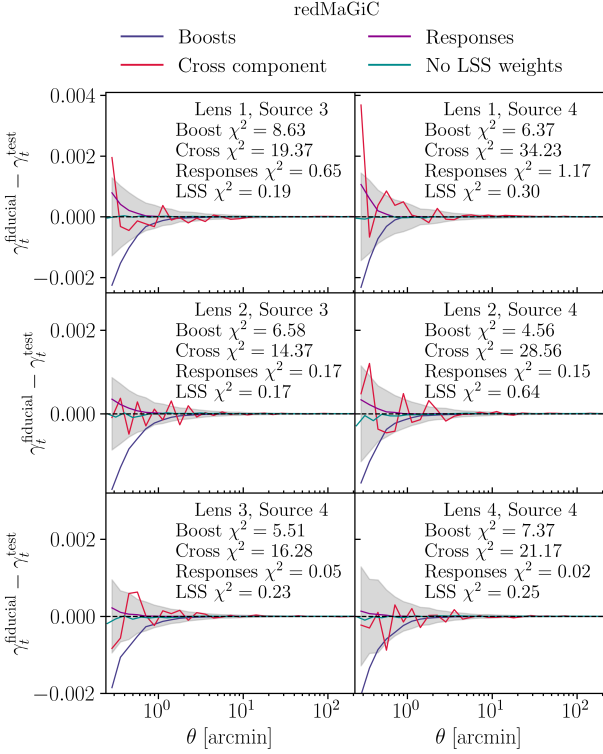 redMaGiC
Boosts
Responses
Cross component
No LSS weights
Lens 1, Source 3
Boost χ² = 8.63
Cross χ² = 19.37
Responses χ² = 0.65
LSS χ² = 0.19
Lens 1, Source 4
Boost χ² = 6.37
Cross χ² = 34.23
Responses χ² = 1.17
LSS χ² = 0.30
0.004
0.002
0.000
−0.002
γ_t^fiducial − γ_t^test
Lens 2, Source 3
Boost χ² = 6.58
Cross χ² = 14.37
Responses χ² = 0.17
LSS χ² = 0.17
Lens 2, Source 4
Boost χ² = 4.56
Cross χ² = 28.56
Responses χ² = 0.15
LSS χ² = 0.64
0.002
0.000
γ_t^fiducial − γ_t^test
Lens 3, Source 4
Boost χ² = 5.51
Cross χ² = 16.28
Responses χ² = 0.05
LSS χ² = 0.23
Lens 4, Source 4
Boost χ² = 7.37
Cross χ² = 21.17
Responses χ² = 0.02
LSS χ² = 0.25
0.002
0.000
−0.002
γ_t^fiducial − γ_t^test
10⁰ 10¹ 10²
10⁰ 10¹ 10²
θ [arcmin]
θ [arcmin]